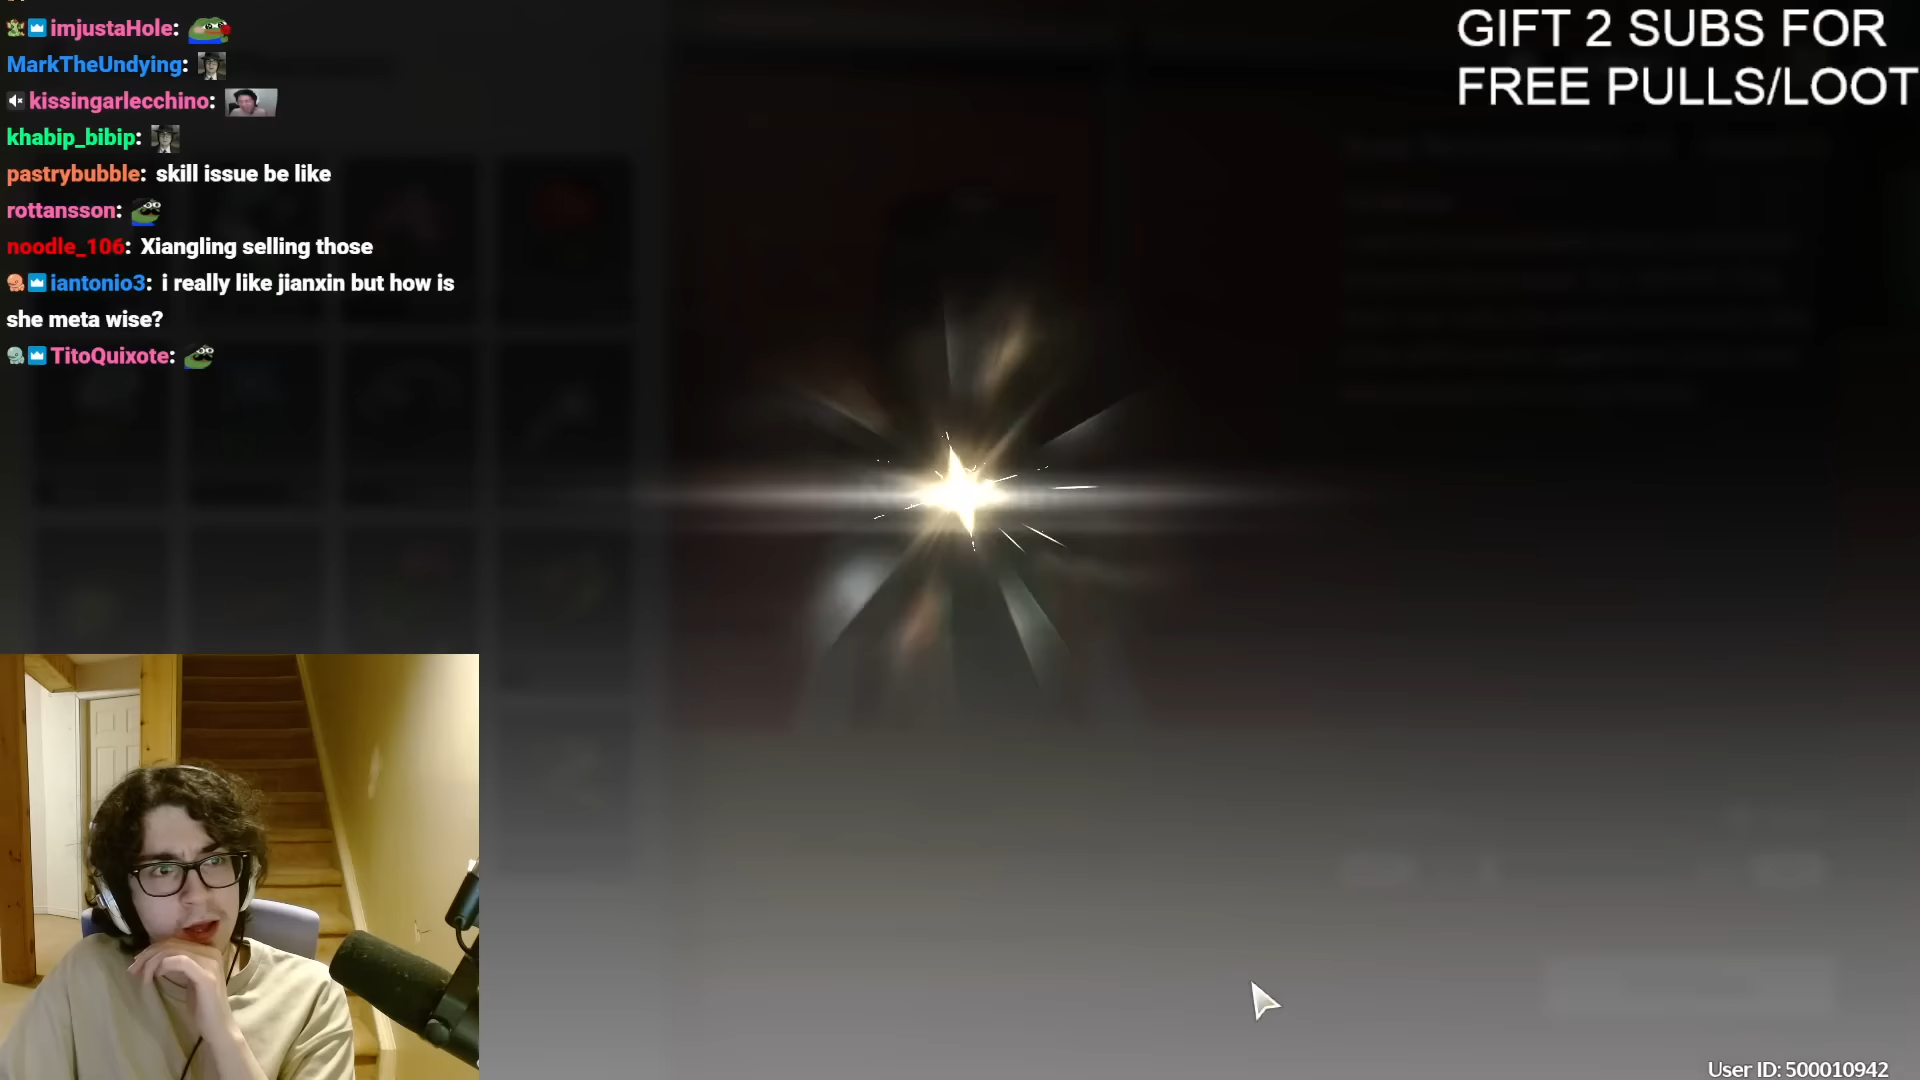 imjustaHole:
MarkTheUndying:
kissingarlecchino:
khabip_bibip:
pastrybubble: skill issue be like
rottansson:
noodle_106: Xiangling selling those
iantonio3: i really like jianxin but how is
she meta wise?
TitoQuixote:
GIFT 2 SUBS FOR
FREE PULLS/LOOT
User ID: 500010942